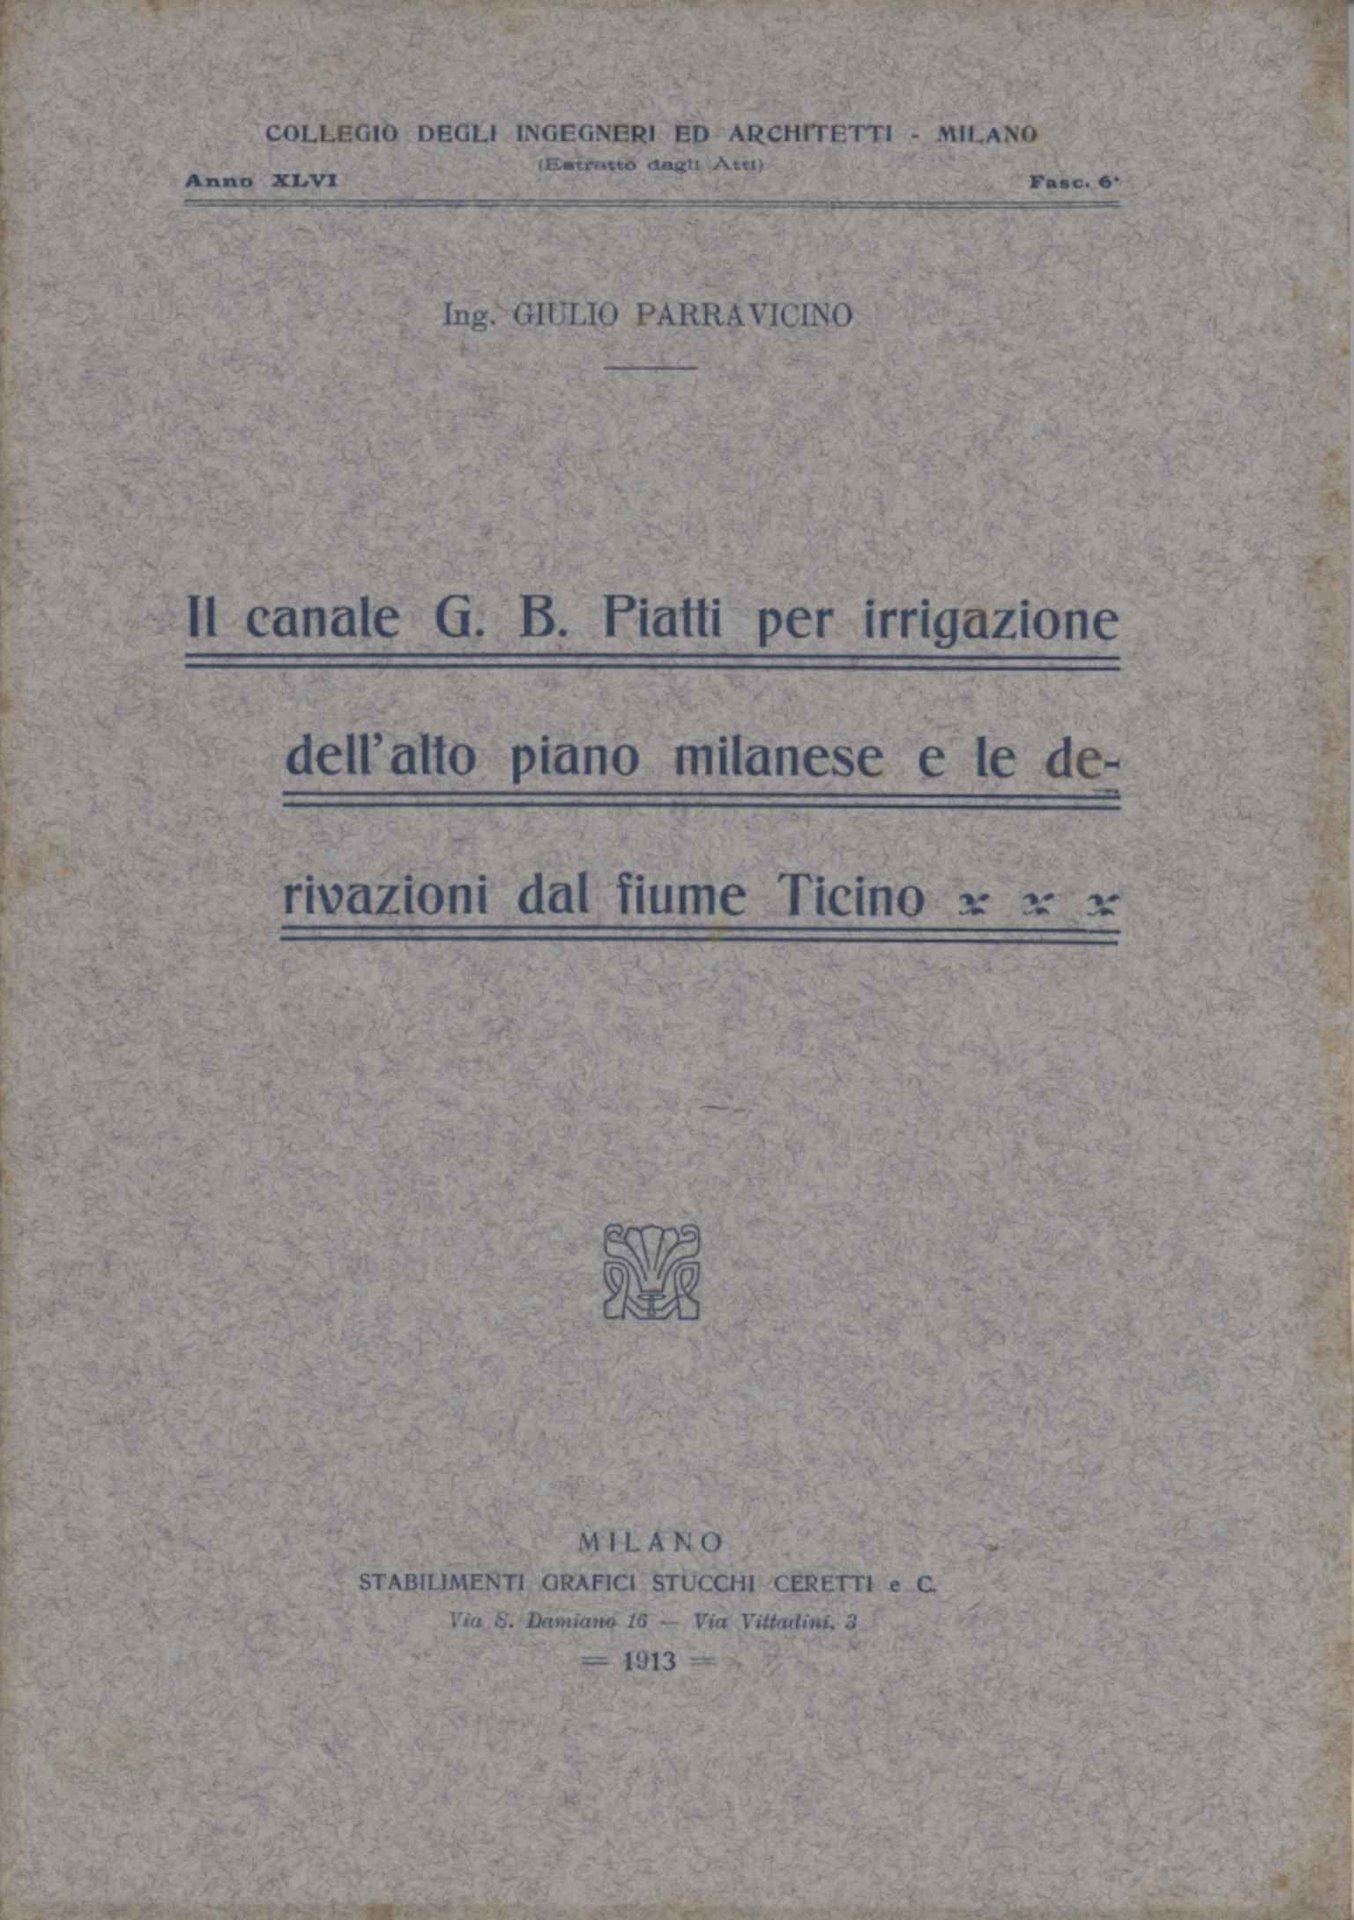 COLLEGIO DEGLI INGEGNERI ED ARCHITETTI - MILANO
(Estratto dagli Atti)
Anno XLVI Fasc. 6°
Ing. GIULIO PARRAVICINO
Il canale G. B. Piatti per irrigazione
dell'alto piano milanese e le de-
rivazioni dal fiume Ticino
MILANO
STABILIMENTI GRAFICI STUCCHI CERETTI e C.
Via S. Damiano 16 — Via Vittadini, 3
= 1913 =